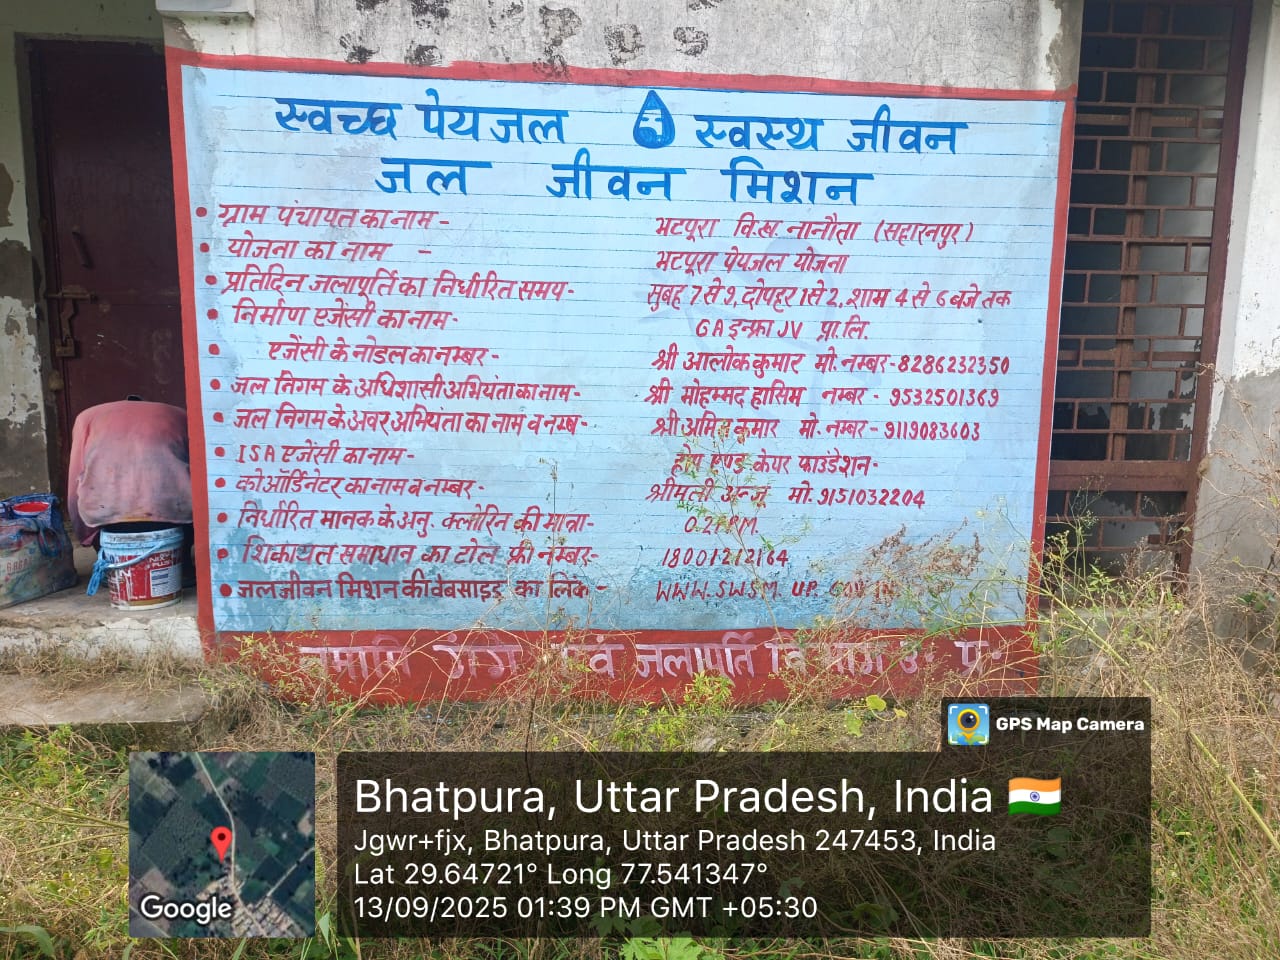 स्वच्छ पेयजल स्वस्थ जीवन
जल जीवन मिशन
• ग्राम पंचायत का नाम - भटपूरा वि.ख. नानौता (सहारनपुर)
• योजना का नाम - भटपूरा पेयजल योजना
• प्रतिदिन जलापूर्ति का निर्धारित समय - सुबह 7 से 9, दोपहर 1 से 2, शाम 4 से 6 बजे तक
• निर्माण एजेंसी का नाम - GA इन्फ्रा JV प्रा.लि.
• एजेंसी के नोडल का नम्बर - श्री आलोक कुमार मो. नम्बर - 8286232350
• जल निगम के अधिशासी अभियंता का नाम - श्री मोहम्मद हासिम नम्बर - 9532501369
• जल निगम के अवर अभियंता का नाम व नम्ब - श्री अमित कुमार मो. नम्बर - 9119083603
• ISA एजेंसी का नाम - होप एण्ड केयर फाउंडेशन -
• कोऑर्डिनेटर का नाम व नम्बर - श्रीमती अन्जू मो. 9151032204
• निर्धारित मानक के अनु. क्लोरिन की मात्रा - 0.2PPM
• शिकायत समाधान का टोल फ्री नम्बर - 18001212164
• जल जीवन मिशन की वेबसाइट का लिंक - WWW.SWSM.UP.GOV.IN
नमामि गंगे एवं जलापूर्ति विभाग उ. प्र.
GPS Map Camera
Bhatpura, Uttar Pradesh, India
Jgwr+fjx, Bhatpura, Uttar Pradesh 247453, India
Lat 29.64721° Long 77.541347°
13/09/2025 01:39 PM GMT +05:30
Google